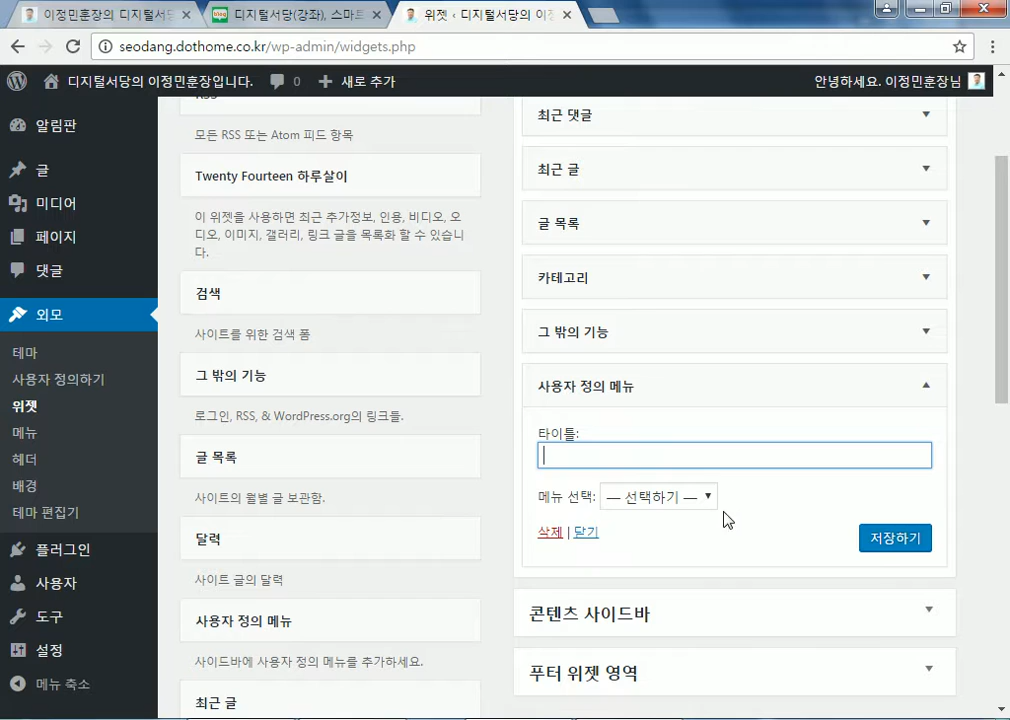 이정민훈장의 디지털서당
blog
디지털서당(강좌), 스마트
위젯 ‹ 디지털서당의 이정
seodang.dothome.co.kr/wp-admin/widgets.php
디지털서당의 이정민훈장입니다.
0
새로 추가
안녕하세요. 이정민훈장님
알림판
글
미디어
페이지
댓글
외모
테마
사용자 정의하기
위젯
메뉴
헤더
배경
테마 편집기
플러그인
사용자
도구
설정
메뉴 축소
RSS
모든 RSS 또는 Atom 피드 항목
Twenty Fourteen 하루살이
이 위젯을 사용하면 최근 추가정보, 인용, 비디오, 오
디오, 이미지, 갤러리, 링크 글을 목록화 할 수 있습니
다.
검색
사이트를 위한 검색 폼
그 밖의 기능
로그인, RSS, & WordPress.org의 링크들.
글 목록
사이트의 월별 글 보관함.
달력
사이트 글의 달력
사용자 정의 메뉴
사이드바에 사용자 정의 메뉴를 추가하세요.
최근 글
최근 댓글
최근 글
글 목록
카테고리
그 밖의 기능
사용자 정의 메뉴
타이틀:
메뉴 선택: — 선택하기 —
삭제 | 닫기
저장하기
콘텐츠 사이드바
푸터 위젯 영역